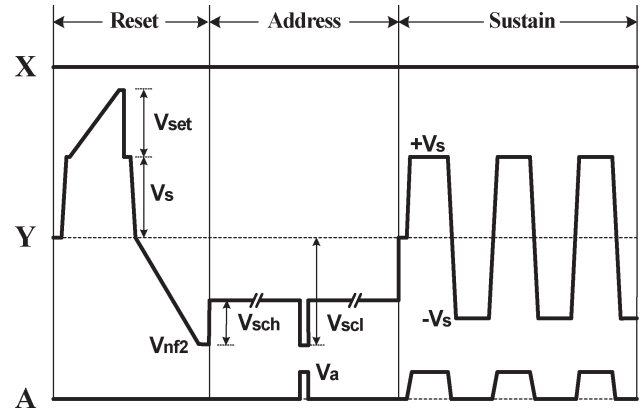 Reset Address Sustain
X
Vset
+Vs
Vs
Y
Vsch Vscl -Vs
Vnf2
Va
A